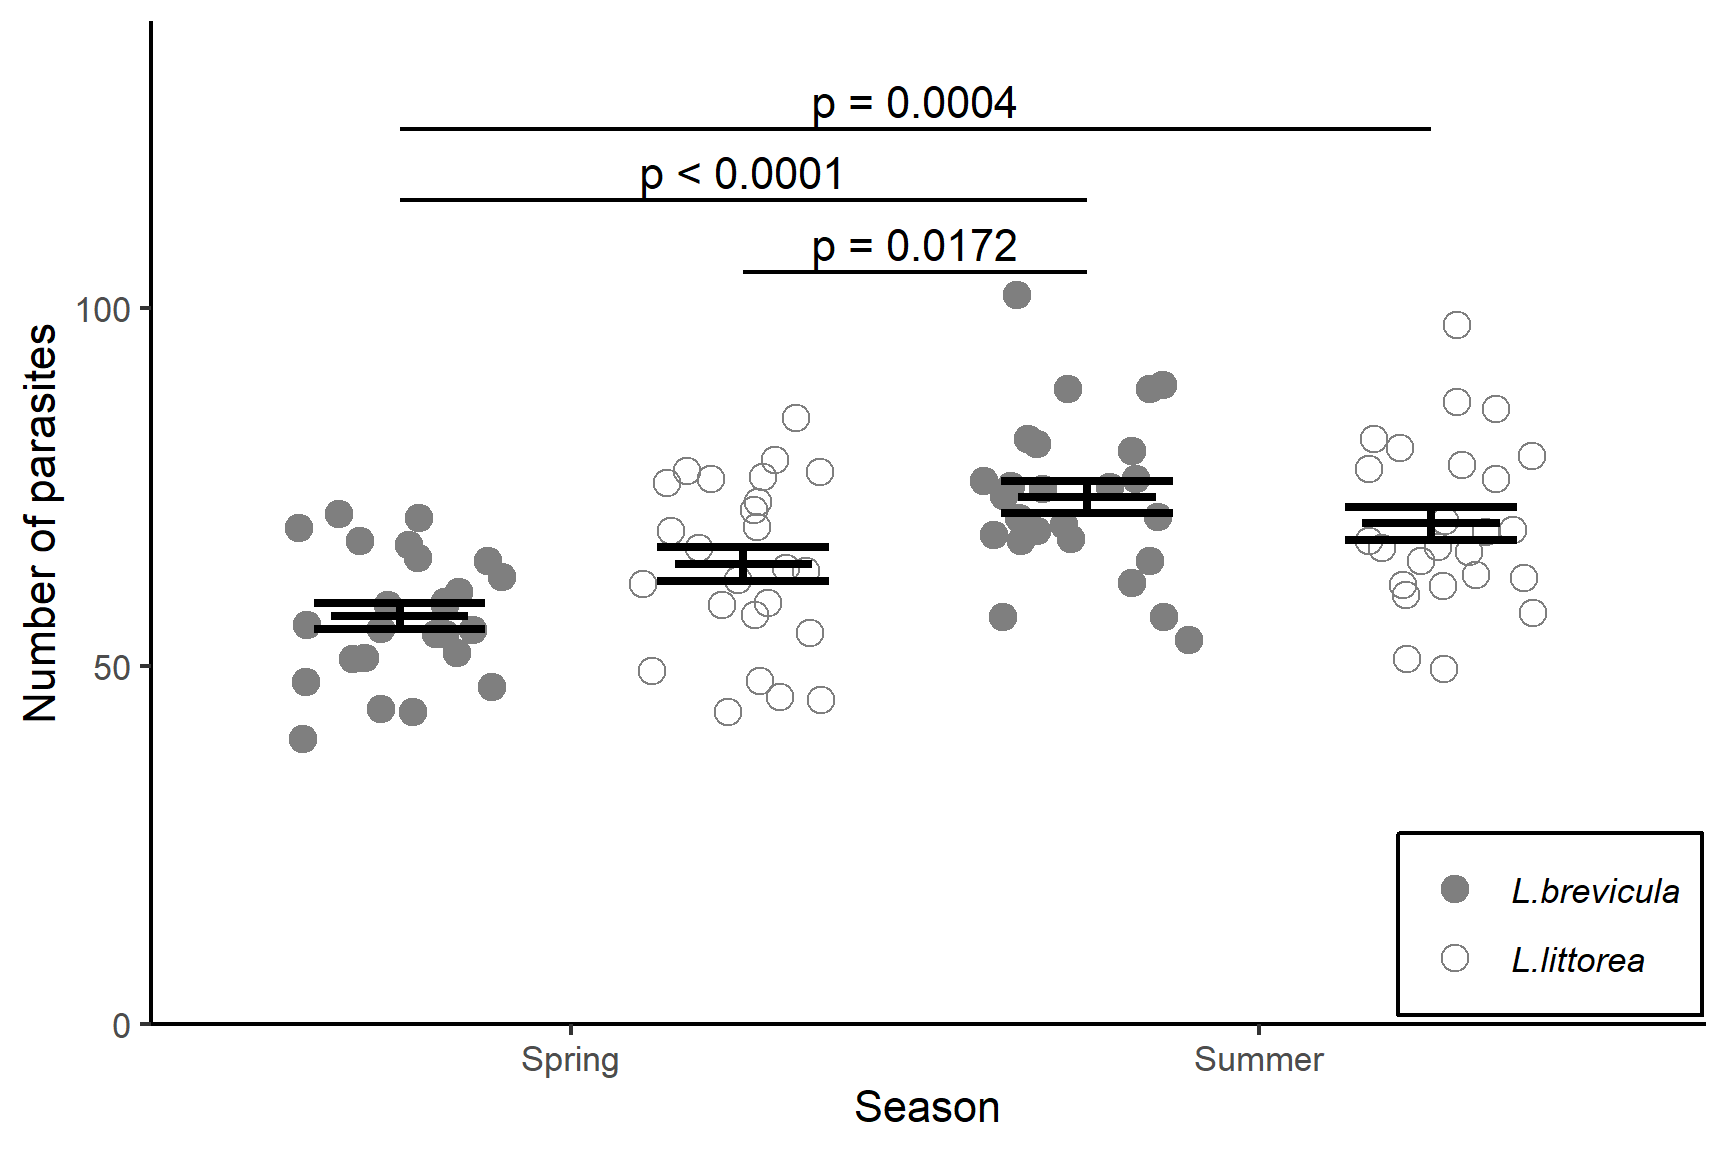 p = 0.0004
p < 0.0001
p = 0.0172
100
50
0
Number of parasites
L.brevicula
L.littorea
Spring
Summer
Season